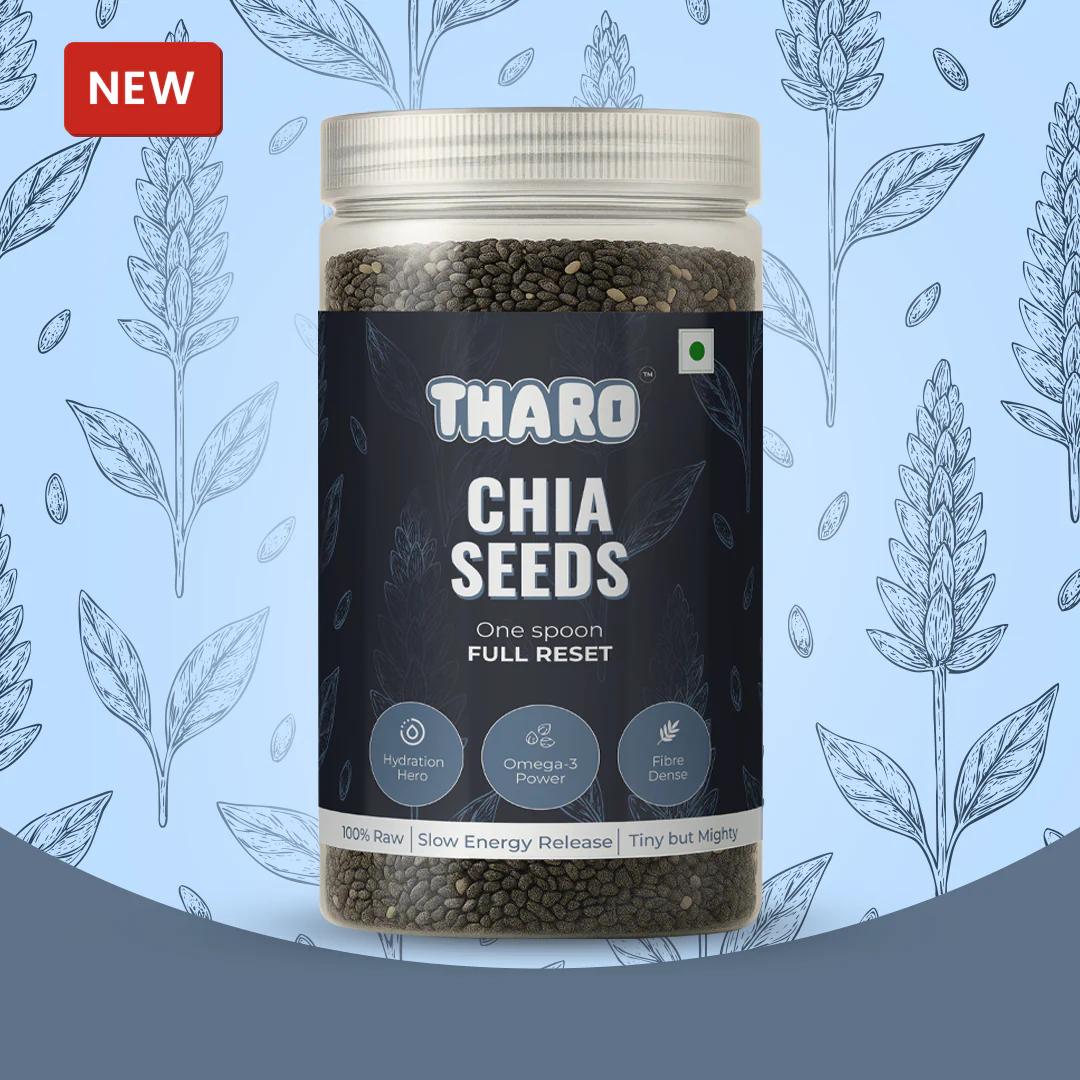 NEW
THARO™
CHIA
SEEDS
One spoon
FULL RESET
Hydration
Hero
Omega-3
Power
Fibre
Dense
100% Raw | Slow Energy Release | Tiny but Mighty